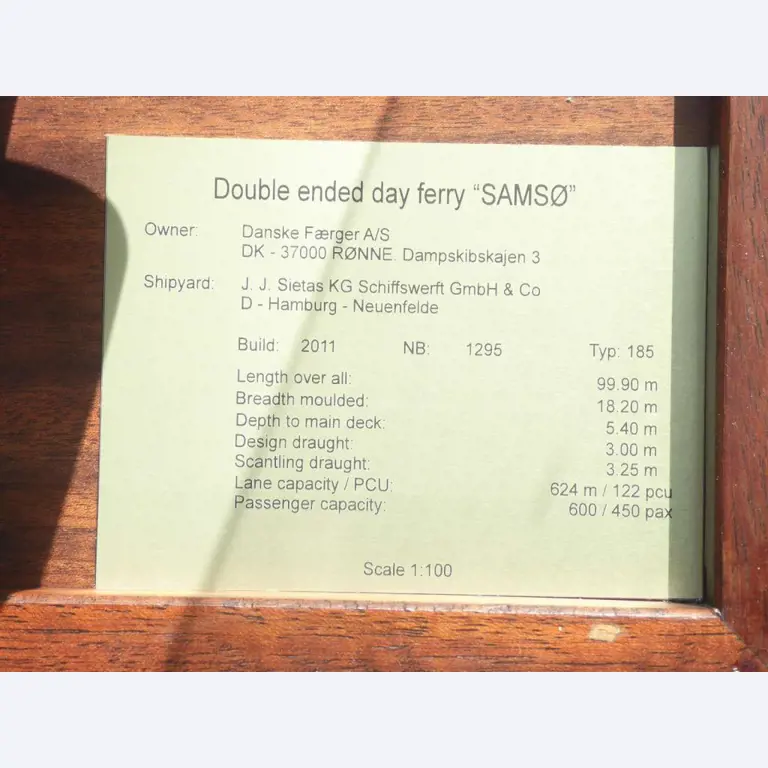 Double ended day ferry “SAMSØ”
Owner: Danske Færger A/S
DK - 37000 RØNNE. Dampskibskajen 3
Shipyard: J. J. Sietas KG Schiffswerft GmbH & Co
D - Hamburg - Neuenfelde
Build: 2011 NB: 1295 Typ: 185
Length over all: 99.90 m
Breadth moulded: 18.20 m
Depth to main deck: 5.40 m
Design draught: 3.00 m
Scantling draught: 3.25 m
Lane capacity / PCU: 624 m / 122 pcu
Passenger capacity: 600 / 450 pax
Scale 1:100